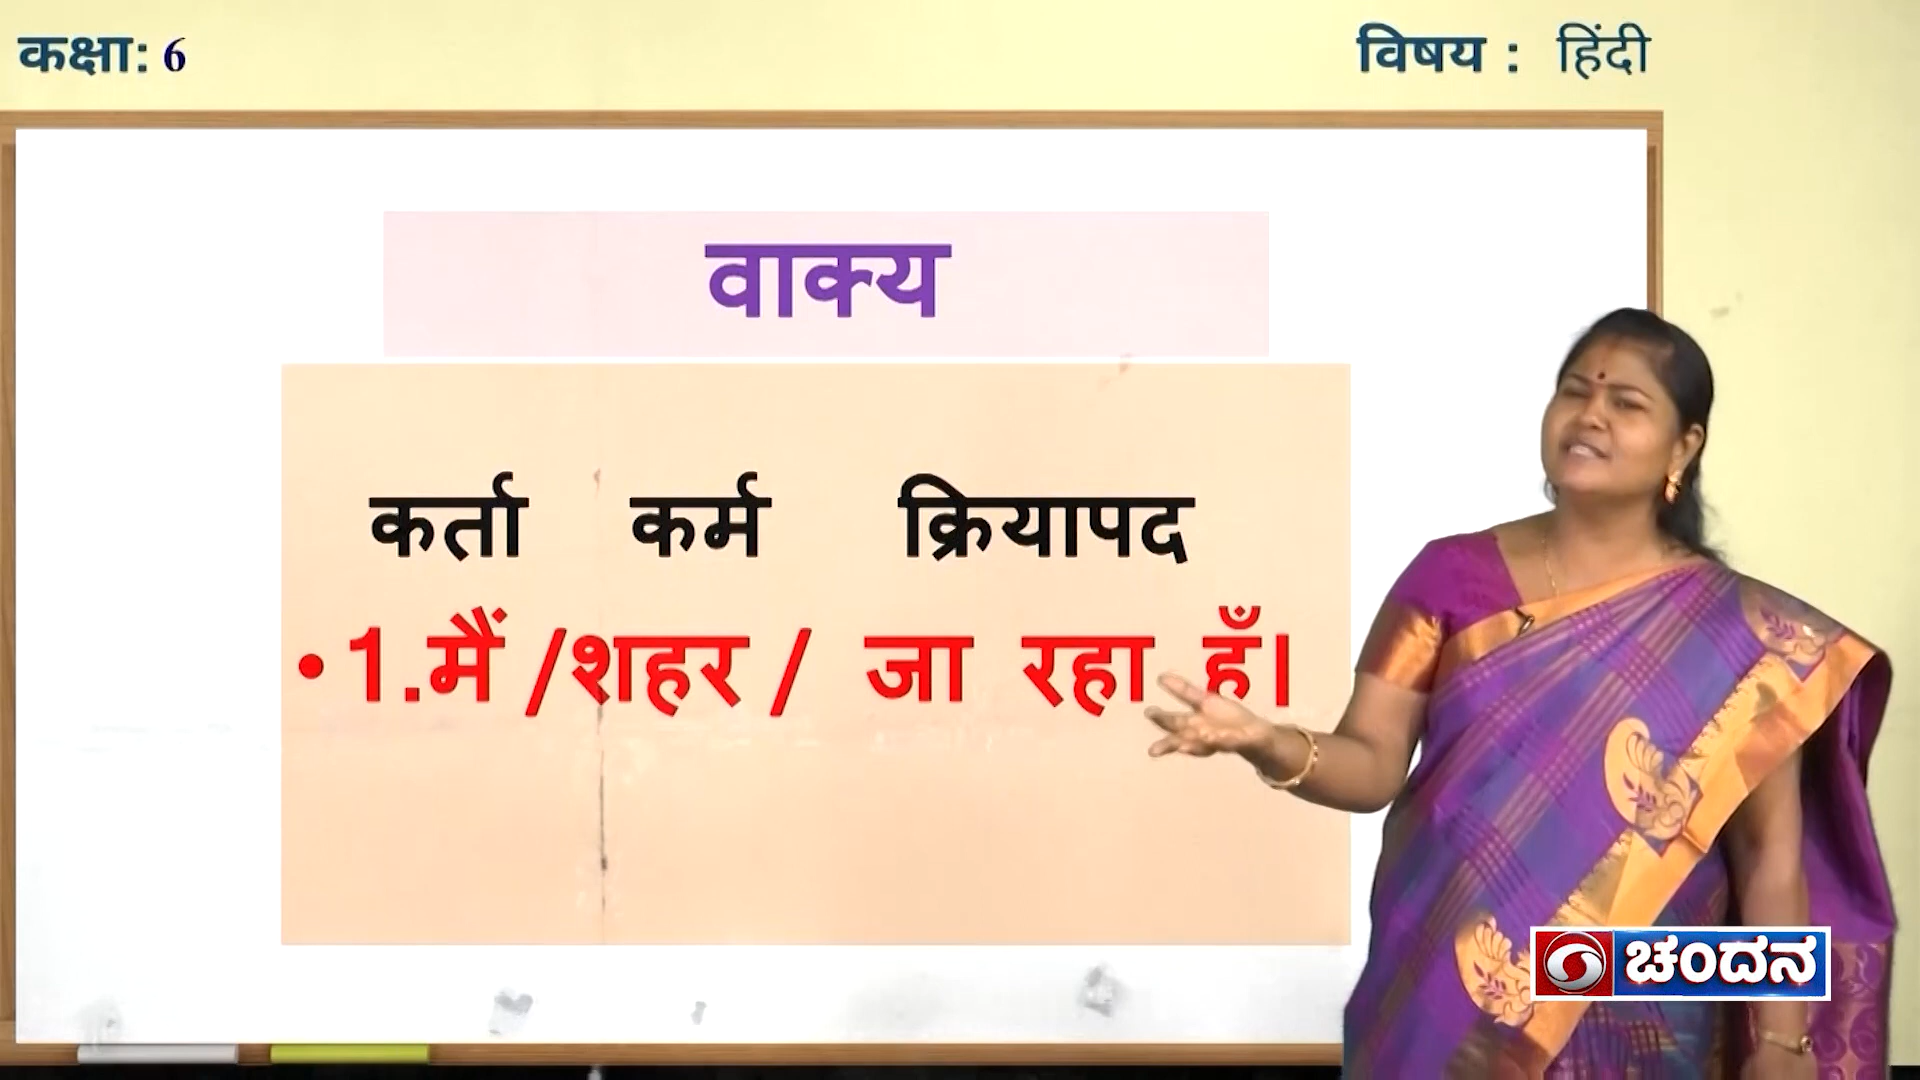 कक्षा: 6
विषय : हिंदी
वाक्य
कर्ता कर्म क्रियापद
•1.मैं /शहर / जा रहा हँ।
ಚಂದನ